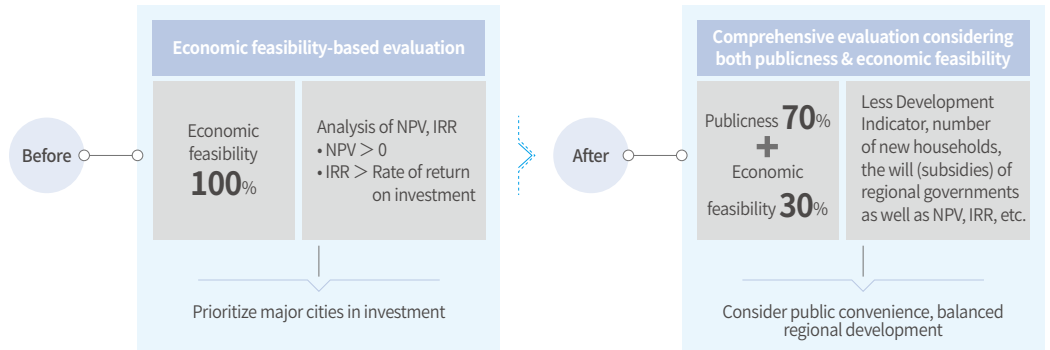 Before
Economic feasibility-based evaluation
Economic
feasibility
100%
Analysis of NPV, IRR
• NPV > 0
• IRR > Rate of return
on investment
Prioritize major cities in investment
After
Comprehensive evaluation considering
both publicness & economic feasibility
Publicness 70%
+
Economic
feasibility 30%
Less Development
Indicator, number
of new households,
the will (subsidies) of
regional governments
as well as NPV, IRR, etc.
Consider public convenience, balanced
regional development